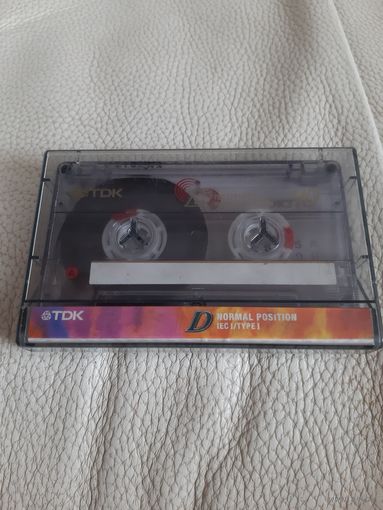 TDK
A
TDK
D NORMAL POSITION
IEC I/TYPE I